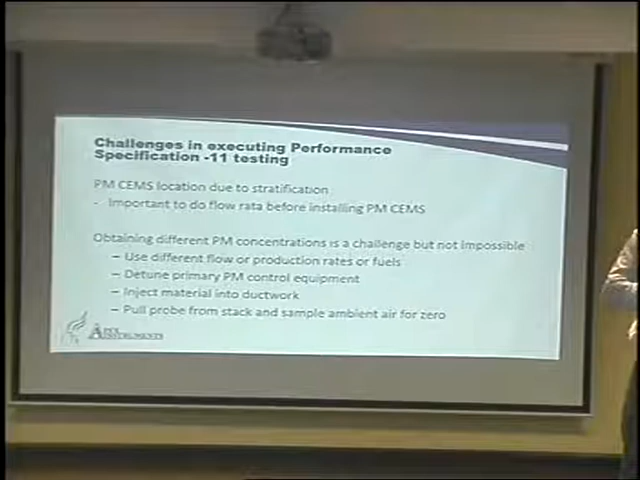 Challenges in executing Performance
Specification -11 testing
PM CEMS location due to stratification
- Important to do flow rata before installing PM CEMS
Obtaining different PM concentrations is a challenge but not impossible
– Use different flow or production rates or fuels
– Detune primary PM control equipment
– Inject material into ductwork
– Pull probe from stack and sample ambient air for zero
APEX
INSTRUMENTS